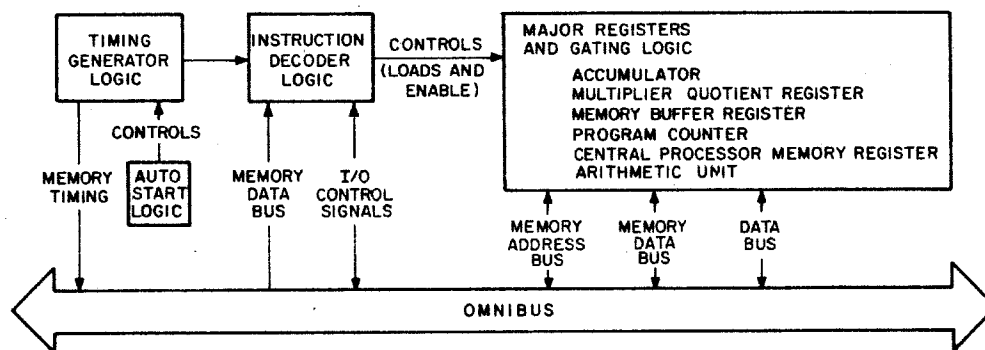 TIMING
GENERATOR
LOGIC
INSTRUCTION
DECODER
LOGIC
CONTROLS
(LOADS AND
ENABLE)
MAJOR REGISTERS
AND GATING LOGIC
ACCUMULATOR
MULTIPLIER QUOTIENT REGISTER
MEMORY BUFFER REGISTER
PROGRAM COUNTER
CENTRAL PROCESSOR MEMORY REGISTER
ARITHMETIC UNIT
CONTROLS
MEMORY
TIMING
AUTO
START
LOGIC
MEMORY
DATA
BUS
I/O
CONTROL
SIGNALS
MEMORY
ADDRESS
BUS
MEMORY
DATA
BUS
DATA
BUS
OMNIBUS